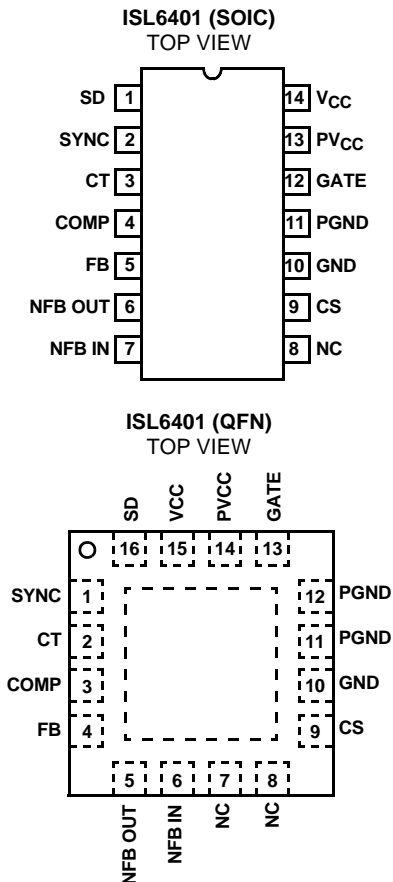 ISL6401 (SOIC)
TOP VIEW
SD 1 14 VCC
SYNC 2 13 PVCC
CT 3 12 GATE
COMP 4 11 PGND
FB 5 10 GND
NFB OUT 6 9 CS
NFB IN 7 8 NC
ISL6401 (QFN)
TOP VIEW
SD VCC PVCC GATE
16 15 14 13
SYNC 1 12 PGND
CT 2 11 PGND
COMP 3 10 GND
FB 4 9 CS
5 6 7 8
NFB OUT NFB IN NC NC